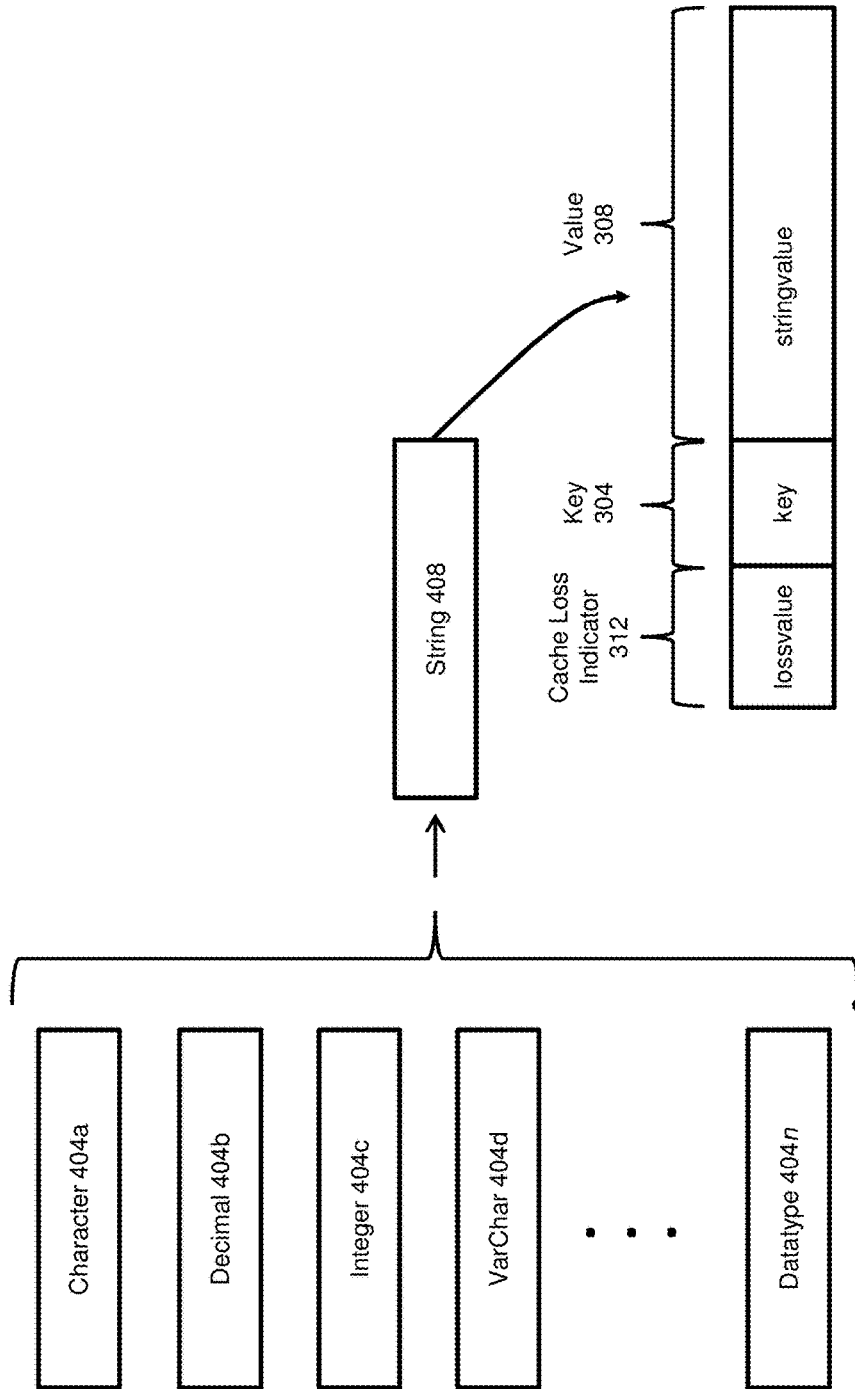 Character 404a
Decimal 404b
Integer 404c
VarChar 404d
Datatype 404n
String 408
Cache Loss
Indicator
312
Key
304
Value
308
lossvalue
key
stringvalue